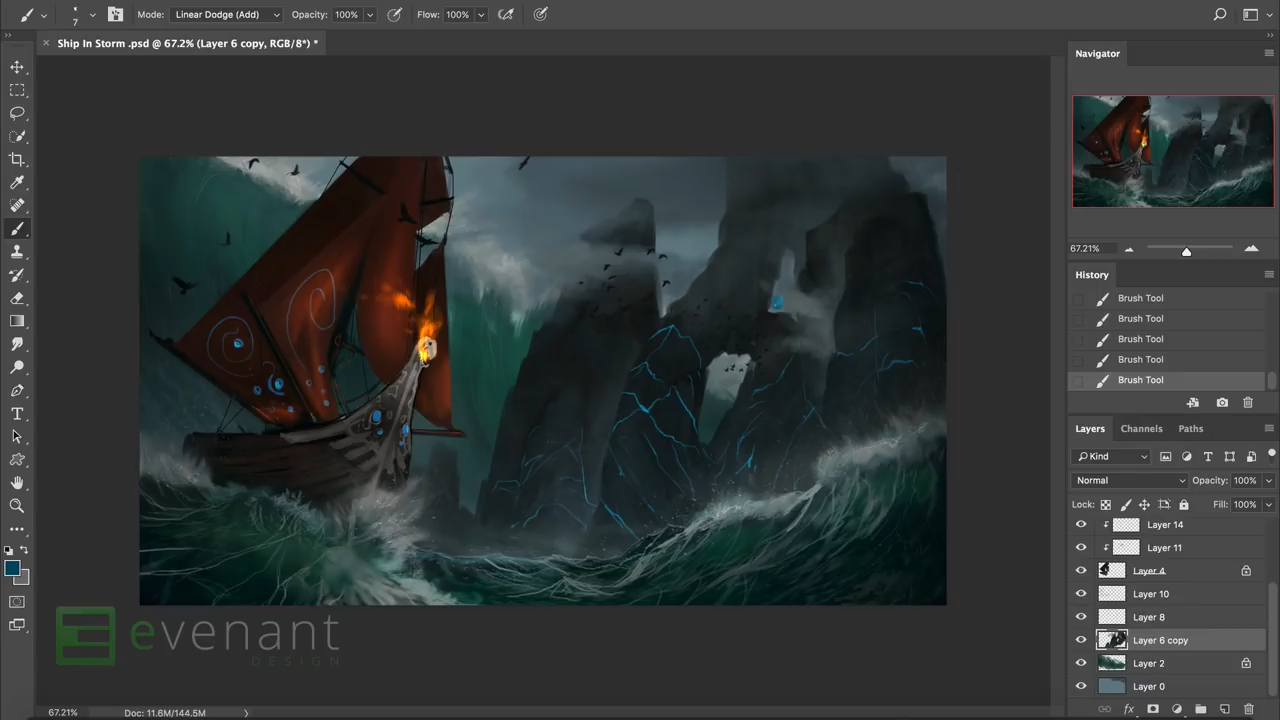 Mode: Linear Dodge (Add) Opacity: 100% Flow: 100%
7
Ship In Storm .psd @ 67.2% (Layer 6 copy, RGB/8*) *
Navigator
67.21%
History
Brush Tool
Brush Tool
Brush Tool
Brush Tool
Brush Tool
Layers Channels Paths
Kind
Normal Opacity: 100%
Lock: Fill: 100%
Layer 14
Layer 11
Layer 4
Layer 10
Layer 8
Layer 6 copy
Layer 2
Layer 0
evenant
DESIGN
67.21% Doc: 11.6M/144.5M